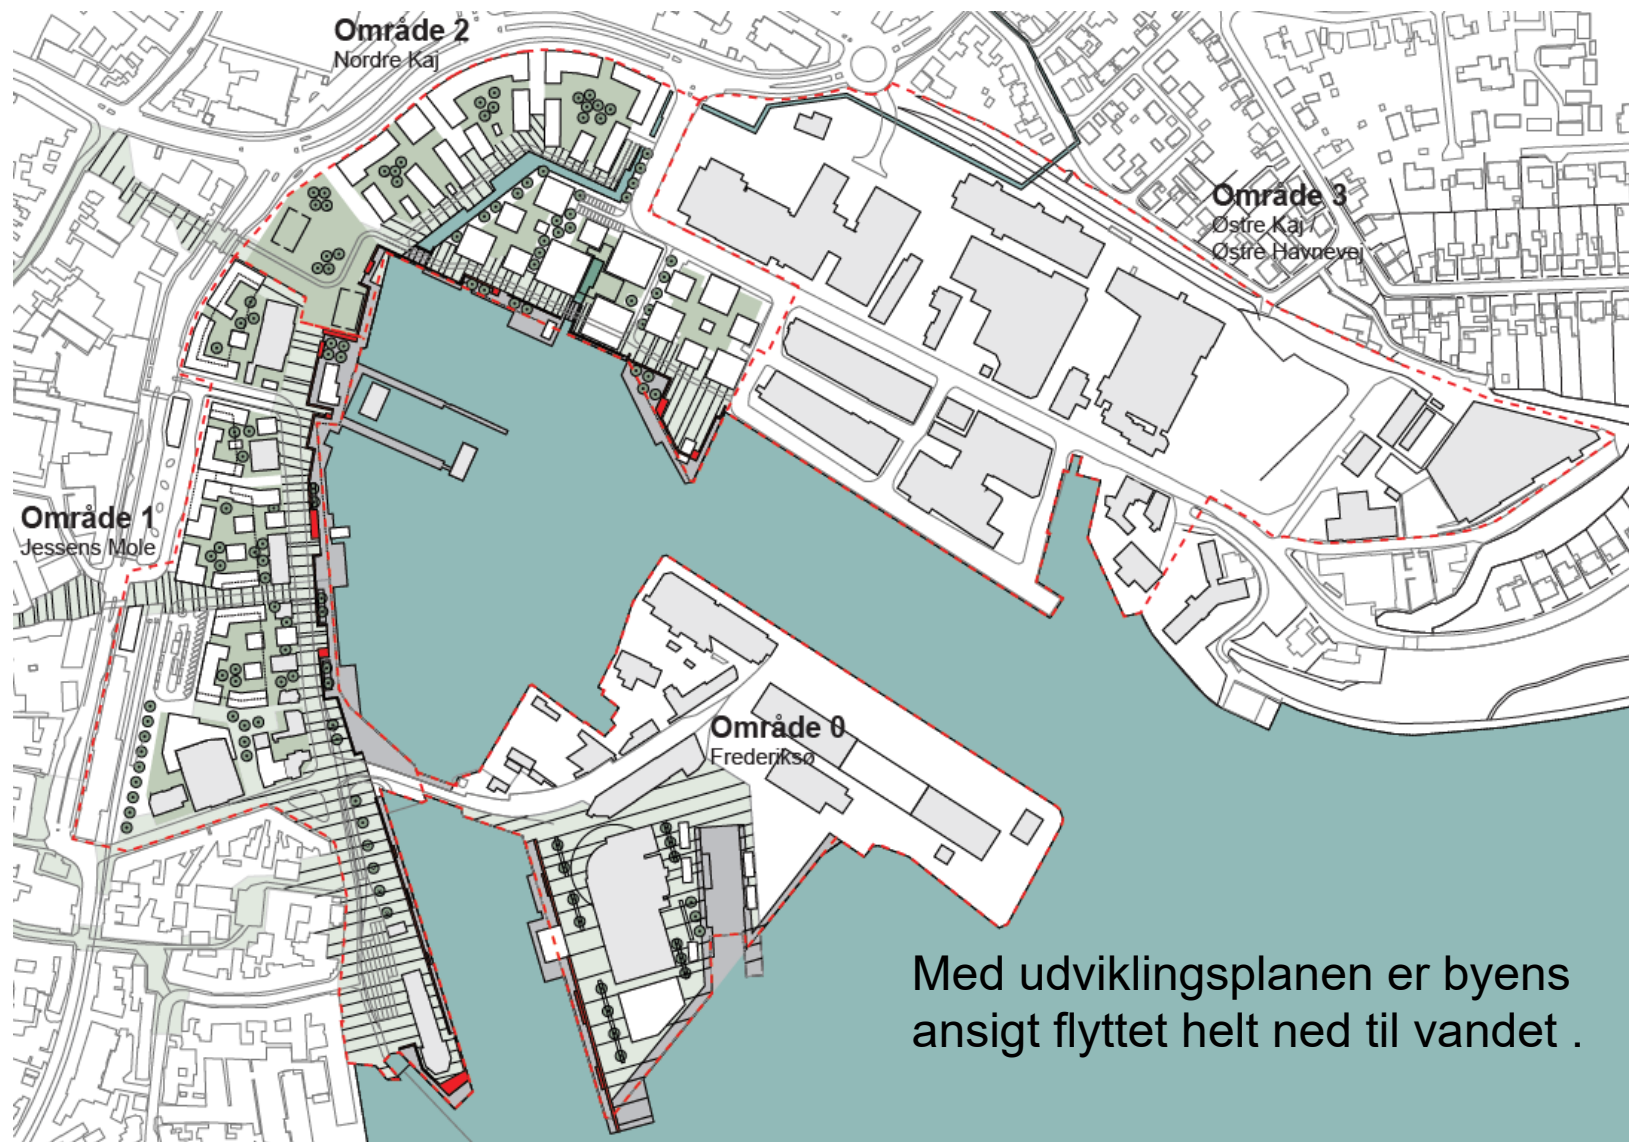 Område 2
Nordre Kaj
Område 3
Østre Kaj /
Østre Havnevej
Område 1
Jessens Mole
Område 0
Frederiksø
Med udviklingsplanen er byens
ansigt flyttet helt ned til vandet .